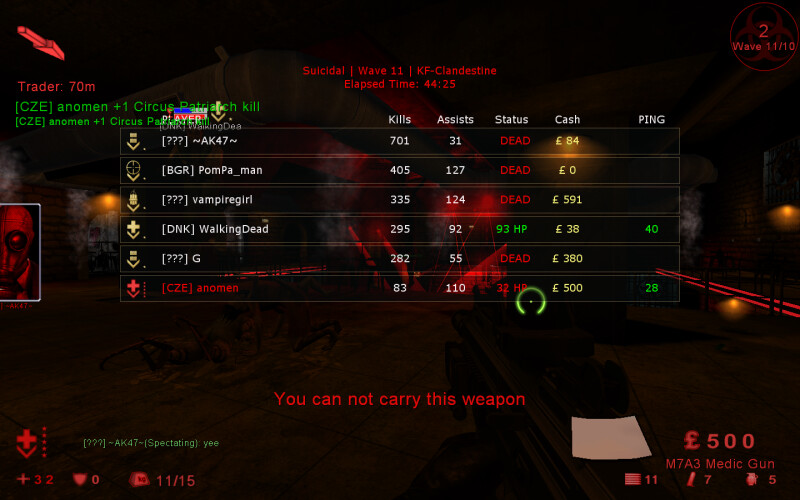 2
Wave 11/10
Suicidal | Wave 11 | KF-Clandestine
Elapsed Time: 44:25
Trader: 70m
[CZE] anomen +1 Circus Patriarch kill
[CZE] anomen +1 Circus Patriarch kill
[DNK] WalkingDea
PLAYER Kills Assists Status Cash PING
[???] ~AK47~ 701 31 DEAD £ 84
[BGR] PomPa_man 405 127 DEAD £ 0
[???] vampiregirl 335 124 DEAD £ 591
[DNK] WalkingDead 295 92 93 HP £ 38 40
[???] G 282 55 DEAD £ 380
[CZE] anomen 83 110 32 HP £ 500 28
~AK47~
You can not carry this weapon
[???] ~AK47~(Spectating): yee
£500
M7A3 Medic Gun
32 0 11/15
11 7 5